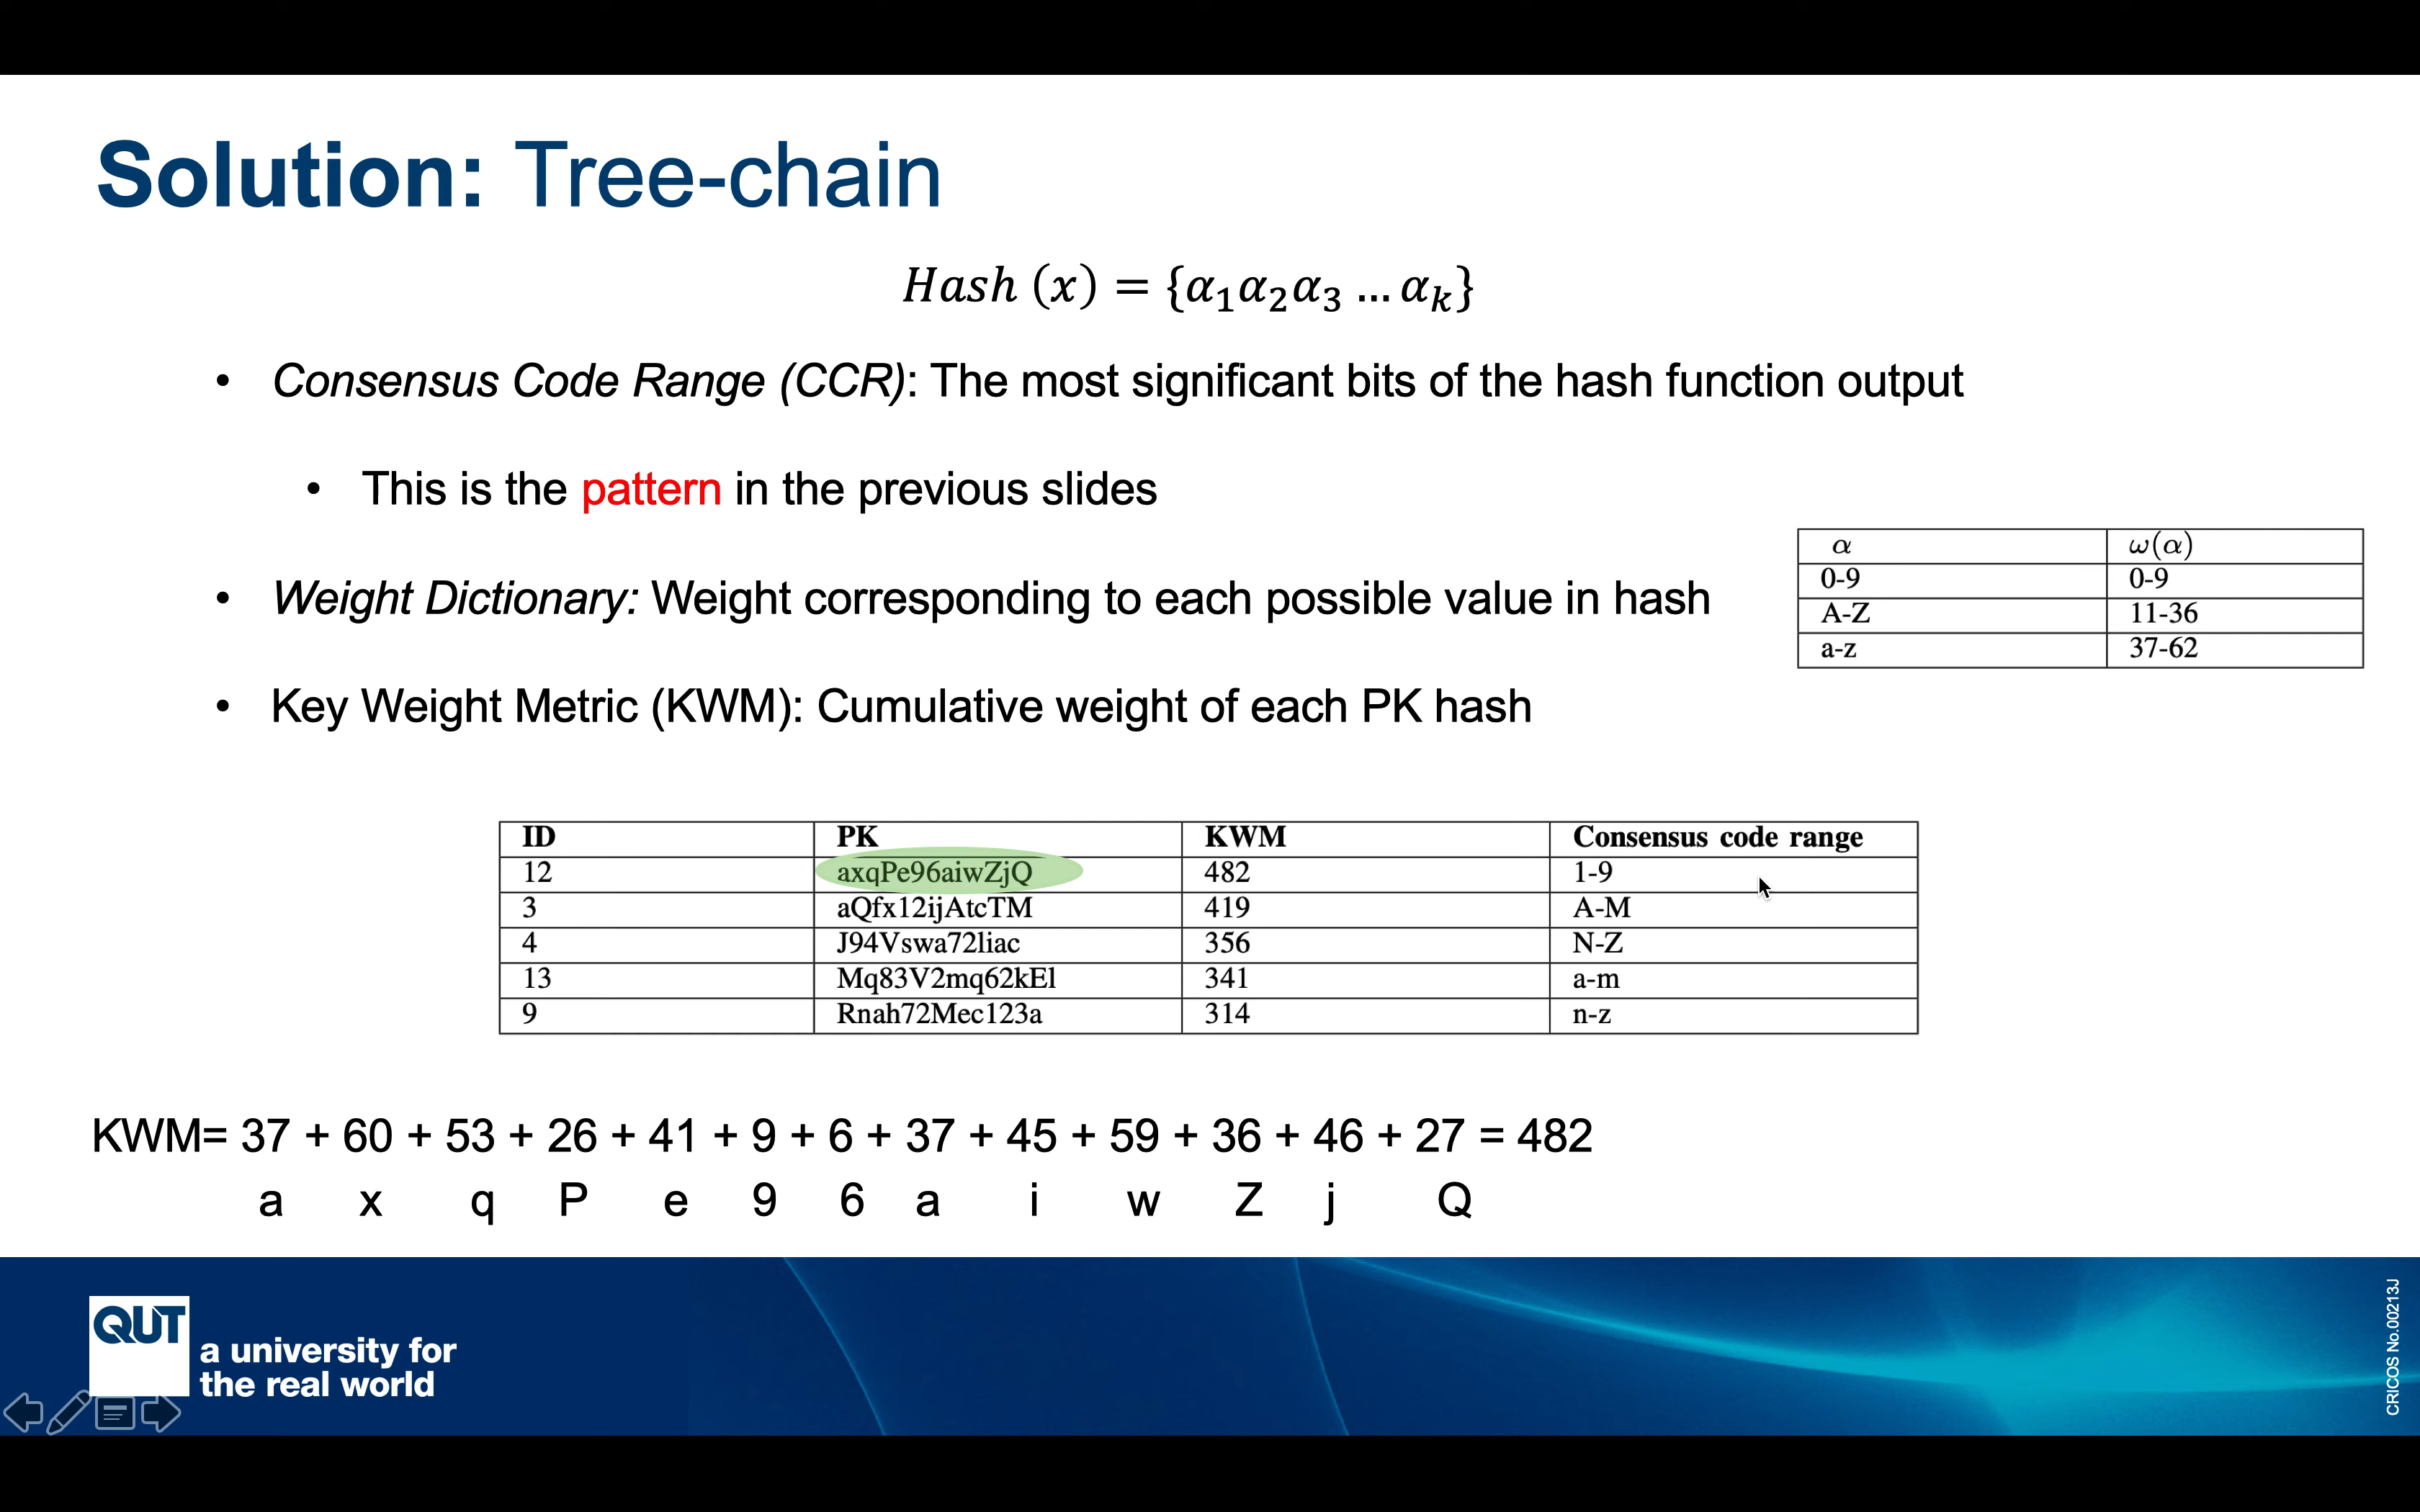 Solution: Tree-chain
Hash (x) = {α₁α₂α₃ … αₖ}
• Consensus Code Range (CCR): The most significant bits of the hash function output
• This is the pattern in the previous slides
• Weight Dictionary: Weight corresponding to each possible value in hash
α ω(α)
0-9 0-9
A-Z 11-36
a-z 37-62
• Key Weight Metric (KWM): Cumulative weight of each PK hash
ID PK KWM Consensus code range
12 axqPe96aiwZjQ 482 1-9
3 aQfx12ijAtcTM 419 A-M
4 J94Vswa72liac 356 N-Z
13 Mq83V2mq62kEl 341 a-m
9 Rnah72Mec123a 314 n-z
KWM= 37 + 60 + 53 + 26 + 41 + 9 + 6 + 37 + 45 + 59 + 36 + 46 + 27 = 482
a x q P e 9 6 a i w Z j Q
QUT
a university for
the real world
CRICOS No.00213J